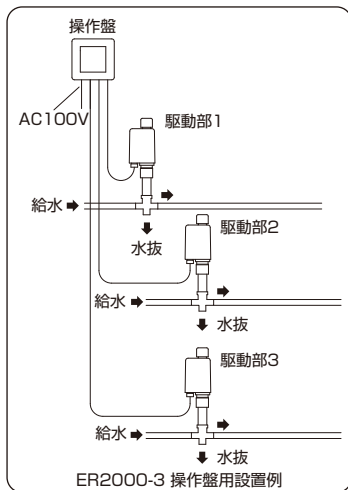 操作盤
AC100V
駆動部1
給水
水抜
駆動部2
給水
水抜
駆動部3
給水
水抜
ER2000-3 操作盤用設置例